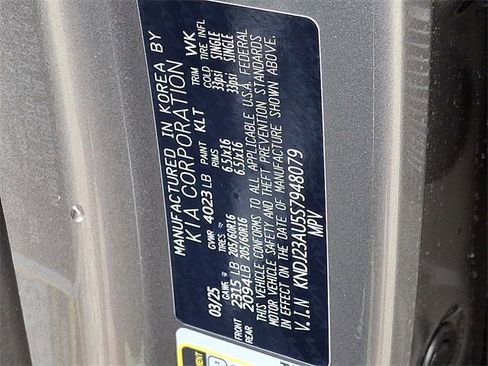 MANUFACTURED IN KOREA BY
KIA CORPORATION
03/25 GVWR 4023 LB PAINT KLT TRIM WK
GAWR TIRES RIMS COLD TIRE INFL
FRONT 2315 LB 205/60R16 6.5Jx16 33psi SINGLE
REAR 2094 LB 205/60R16 6.5Jx16 33psi SINGLE
THIS VEHICLE CONFORMS TO ALL APPLICABLE U.S.A. FEDERAL
MOTOR VEHICLE SAFETY AND THEFT PREVENTION STANDARDS
IN EFFECT ON THE DATE OF MANUFACTURE SHOWN ABOVE.
V.I.N KNDJ23AU5S7948079
MPV